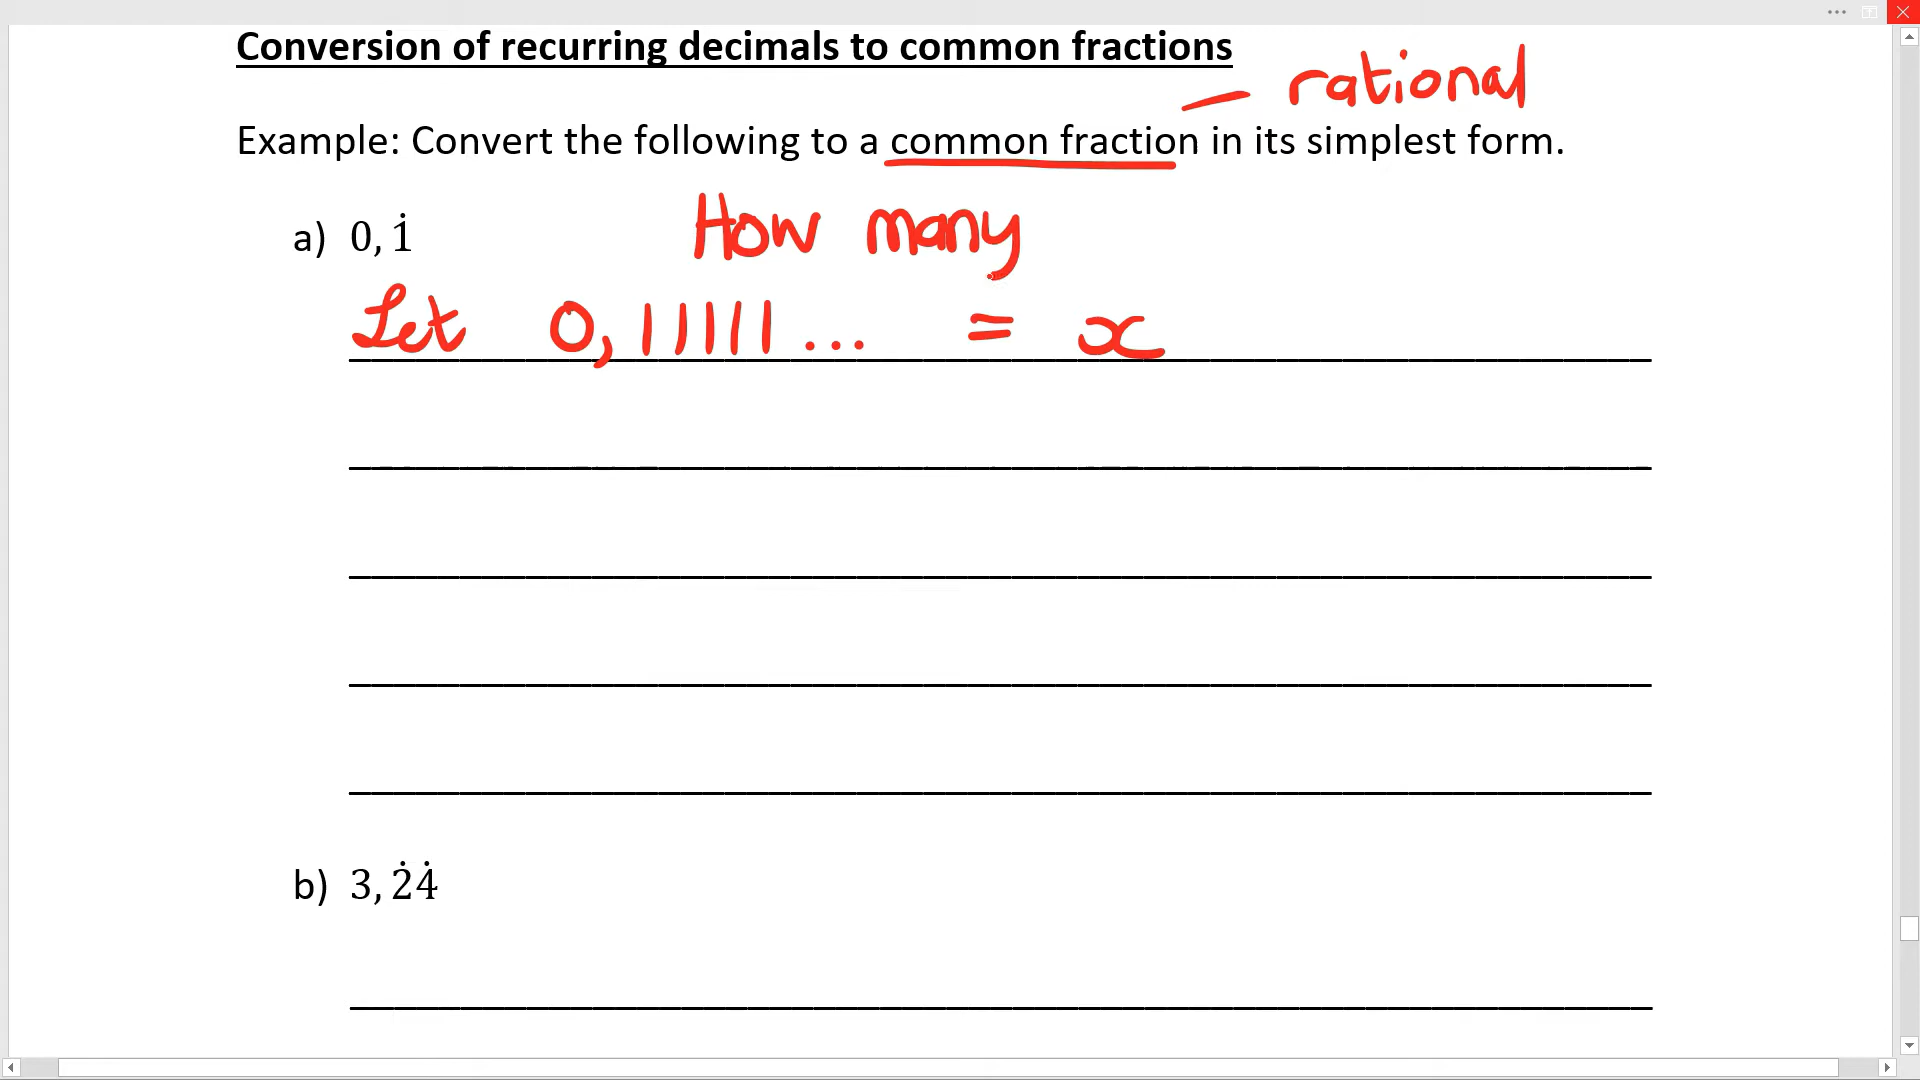 Conversion of recurring decimals to common fractions
— rational
Example: Convert the following to a common fraction in its simplest form.
a) 0,1̇ How many
Let 0,11111... = x
b) 3,2̇4̇